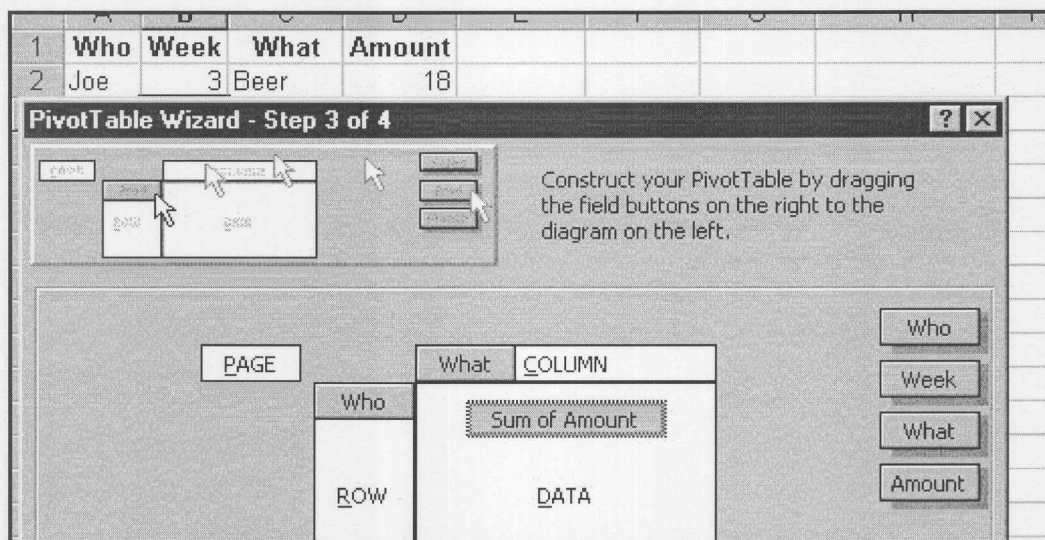 1 Who Week What Amount
2 Joe 3 Beer 18
PivotTable Wizard - Step 3 of 4
? X
Construct your PivotTable by dragging
the field buttons on the right to the
diagram on the left.
Who
PAGE What COLUMN
Week
Who
Sum of Amount
What
Amount
ROW DATA